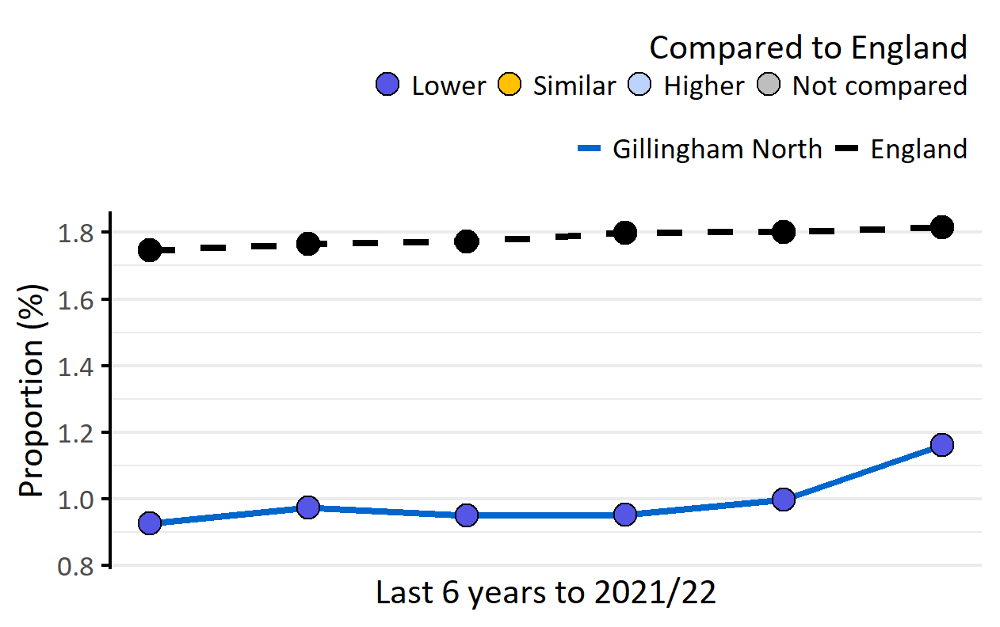 Compared to England
Lower Similar Higher Not compared
Gillingham North England
Proportion (%)
1.8
1.6
1.4
1.2
1.0
0.8
Last 6 years to 2021/22